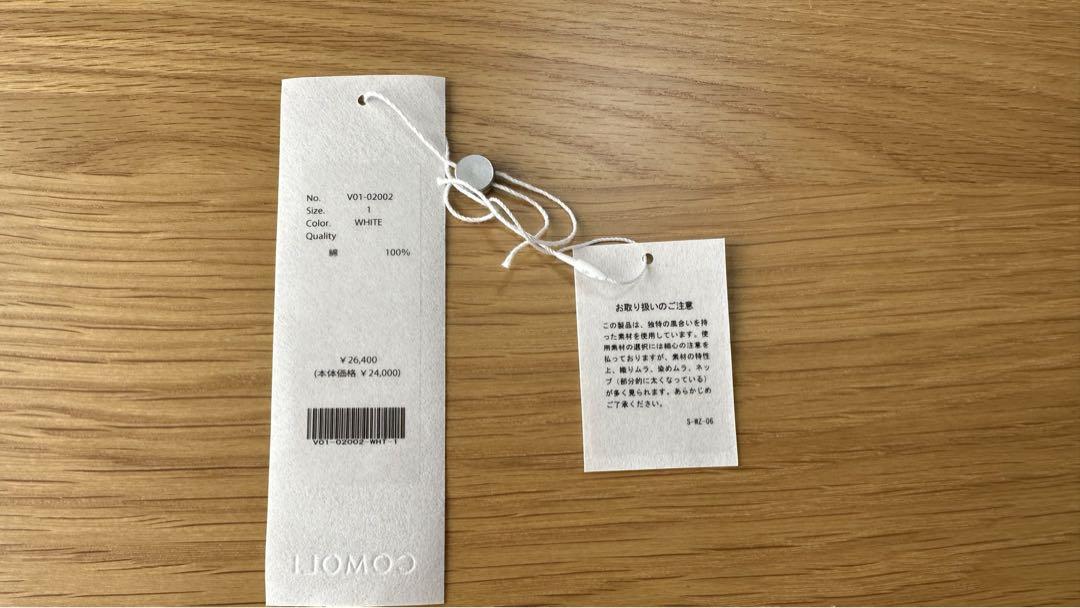 No. V01-02002
Size. 1
Color. WHITE
Quality
綿 100%
¥26,400
(本体価格 ¥24,000)
V01-02002-WHT-1
COMOLI
お取り扱いのご注意
この製品は、独特の風合いを持
った素材を使用しています。使
用素材の選択には細心の注意を
払っておりますが、素材の特性
上、織りムラ、染めムラ、ネッ
プ(部分的に太くなっている)
が多く見られます。あらかじめ
ご了承ください。
S-WZ-06